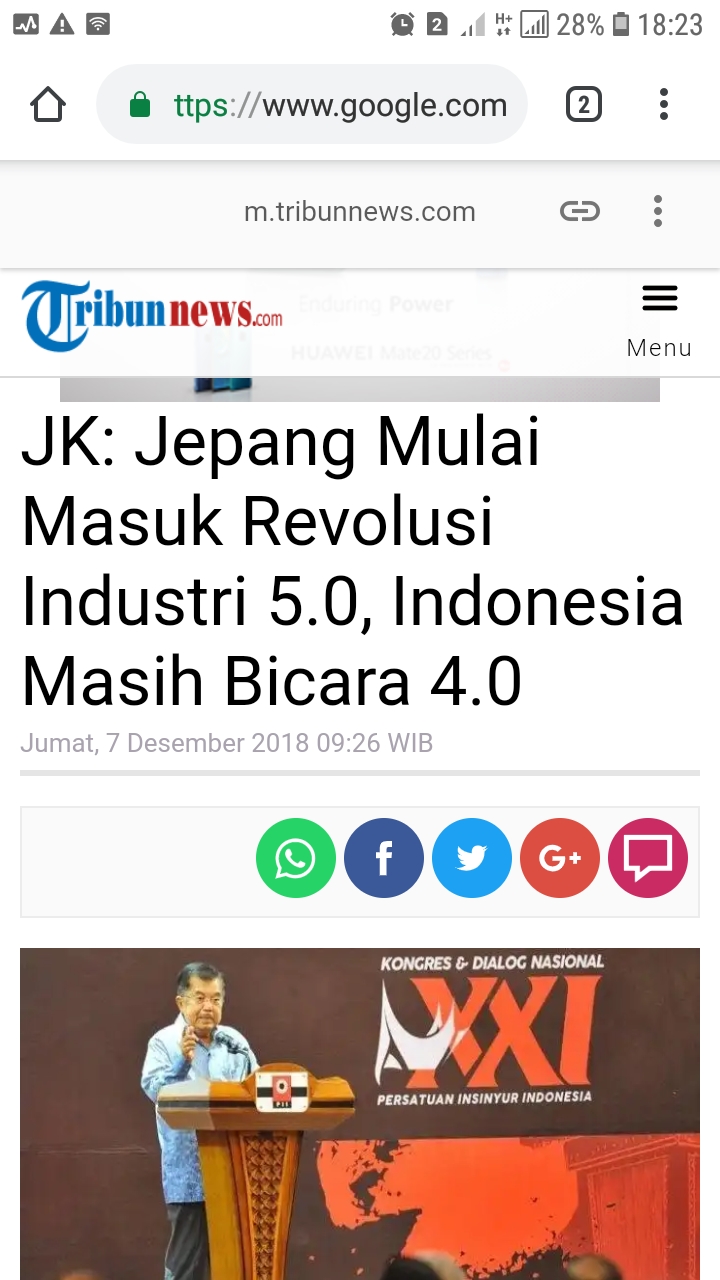 2
H+
28%
18:23
ttps://www.google.com
2
m.tribunnews.com
Tribunnews.com
Enduring Power
HUAWEI Mate20 Series
Menu
JK: Jepang Mulai
Masuk Revolusi
Industri 5.0, Indonesia
Masih Bicara 4.0
Jumat, 7 Desember 2018 09:26 WIB
f
G+
KONGRES & DIALOG NASIONAL
XXI
PERSATUAN INSINYUR INDONESIA
PII